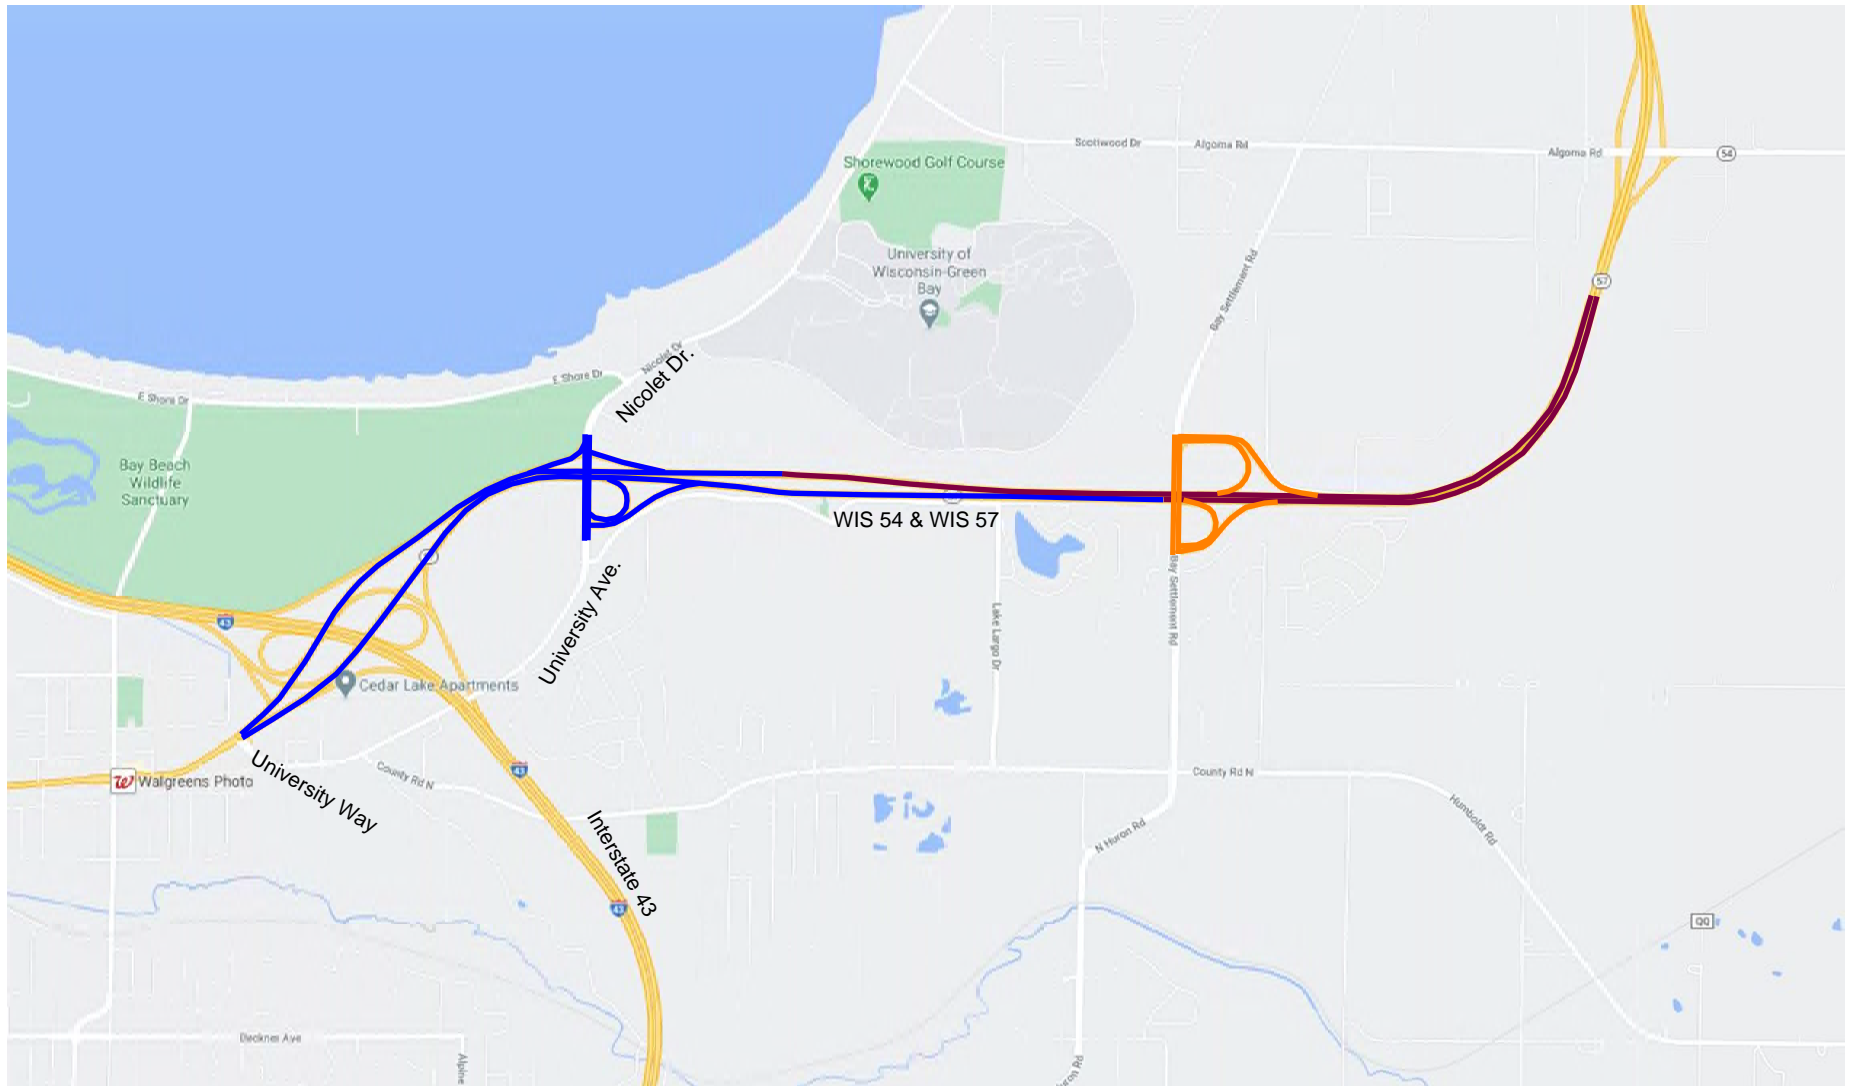 Scottwood Dr
Algoma Rd
Algoma Rd
54
Shorewood Golf Course
University of
Wisconsin-Green
Bay
Bay Settlement Rd
57
Nicolet Dr
Nicolet Dr.
E Shore Dr
E Shore Dr
Bay Beach
Wildlife
Sanctuary
WIS 54 & WIS 57
University Ave.
Bay Settlement Rd
Lake Largo Dr
43
Cedar Lake Apartments
University Way
Walgreens Photo
County Rd N
43
County Rd N
Humboldt Rd
Interstate 43
N Huron Rd
43
QQ
Deckner Ave
Alpine